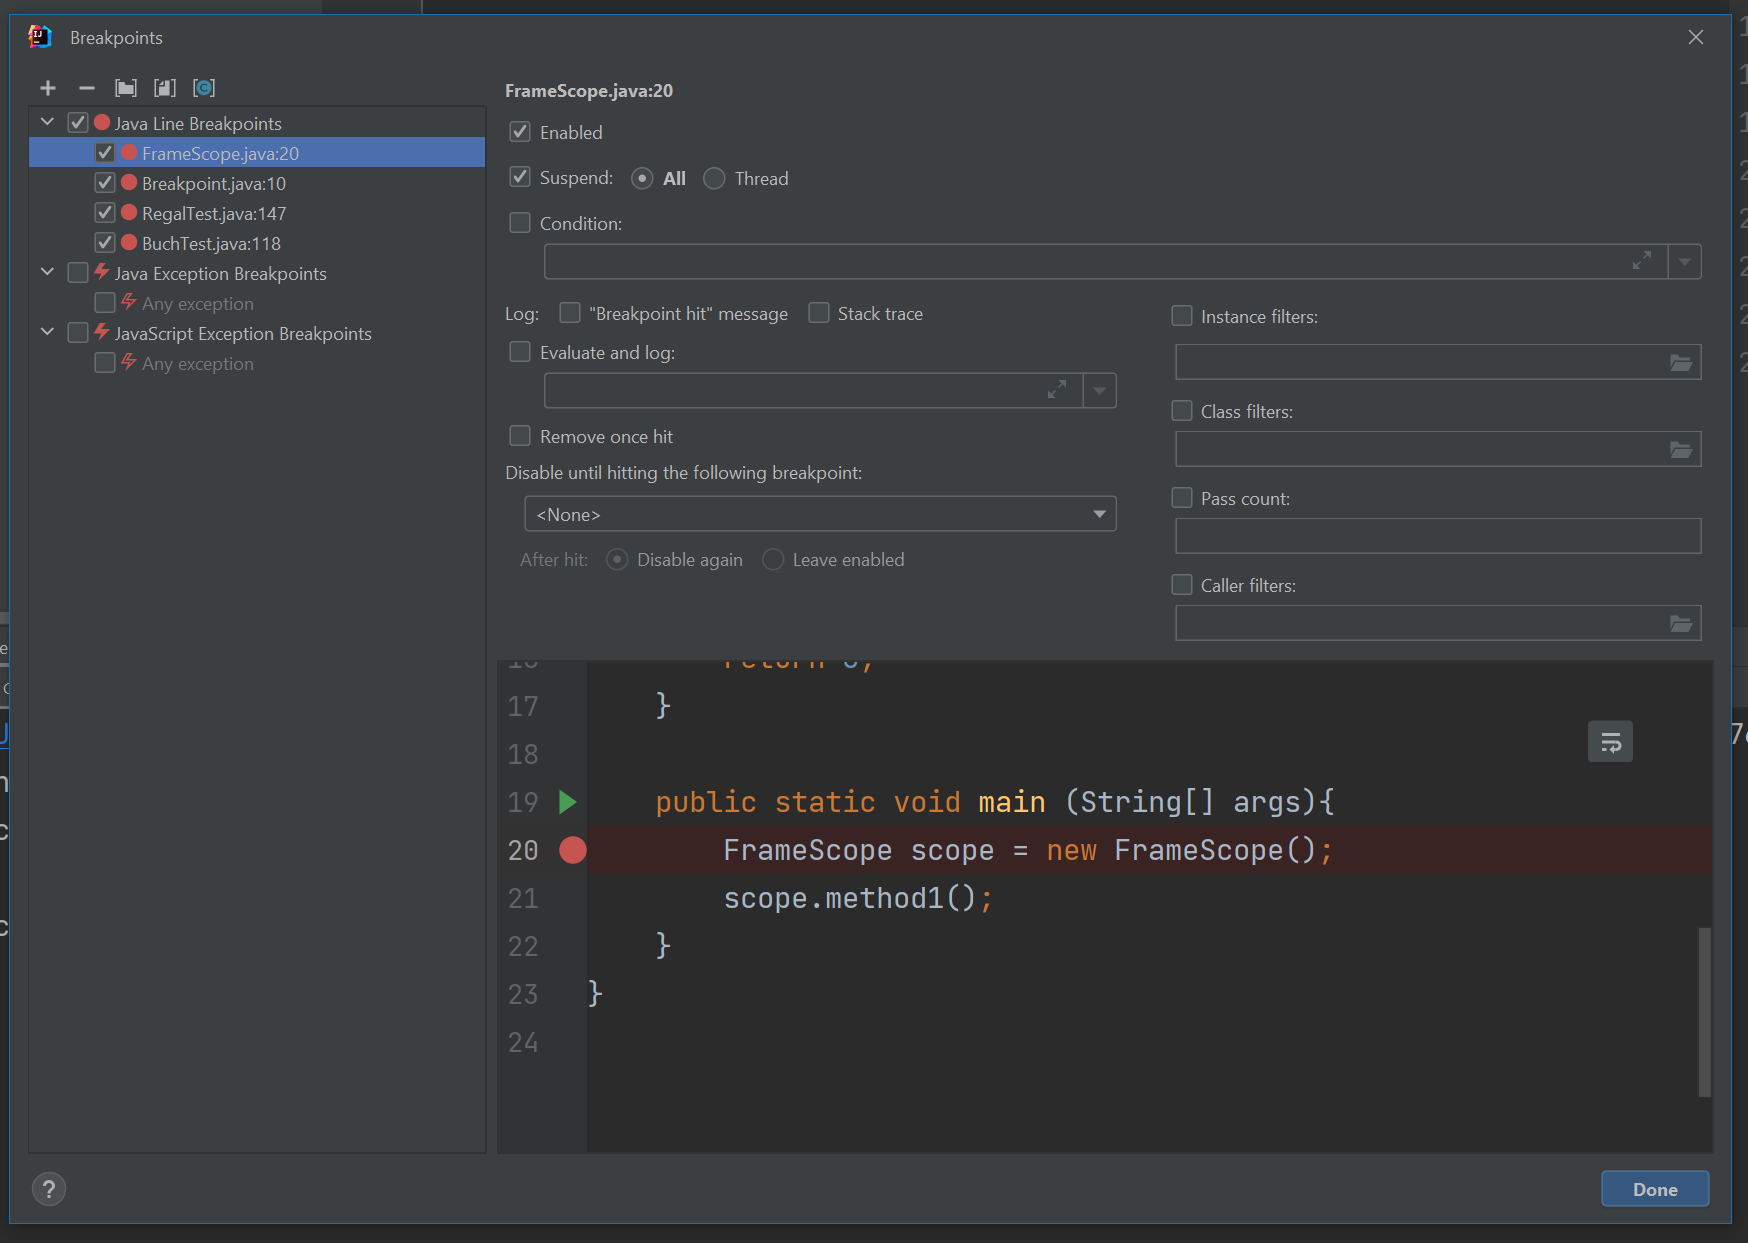 Breakpoints
Java Line Breakpoints
FrameScope.java:20
Breakpoint.java:10
RegalTest.java:147
BuchTest.java:118
Java Exception Breakpoints
Any exception
JavaScript Exception Breakpoints
Any exception
FrameScope.java:20
Enabled
Suspend: All Thread
Condition:
Log: "Breakpoint hit" message Stack trace
Evaluate and log:
Remove once hit
Disable until hitting the following breakpoint:
<None>
After hit: Disable again Leave enabled
Instance filters:
Class filters:
Pass count:
Caller filters:
17 }
18
19 public static void main (String[] args){
20 FrameScope scope = new FrameScope();
21 scope.method1();
22 }
23 }
24
? Done